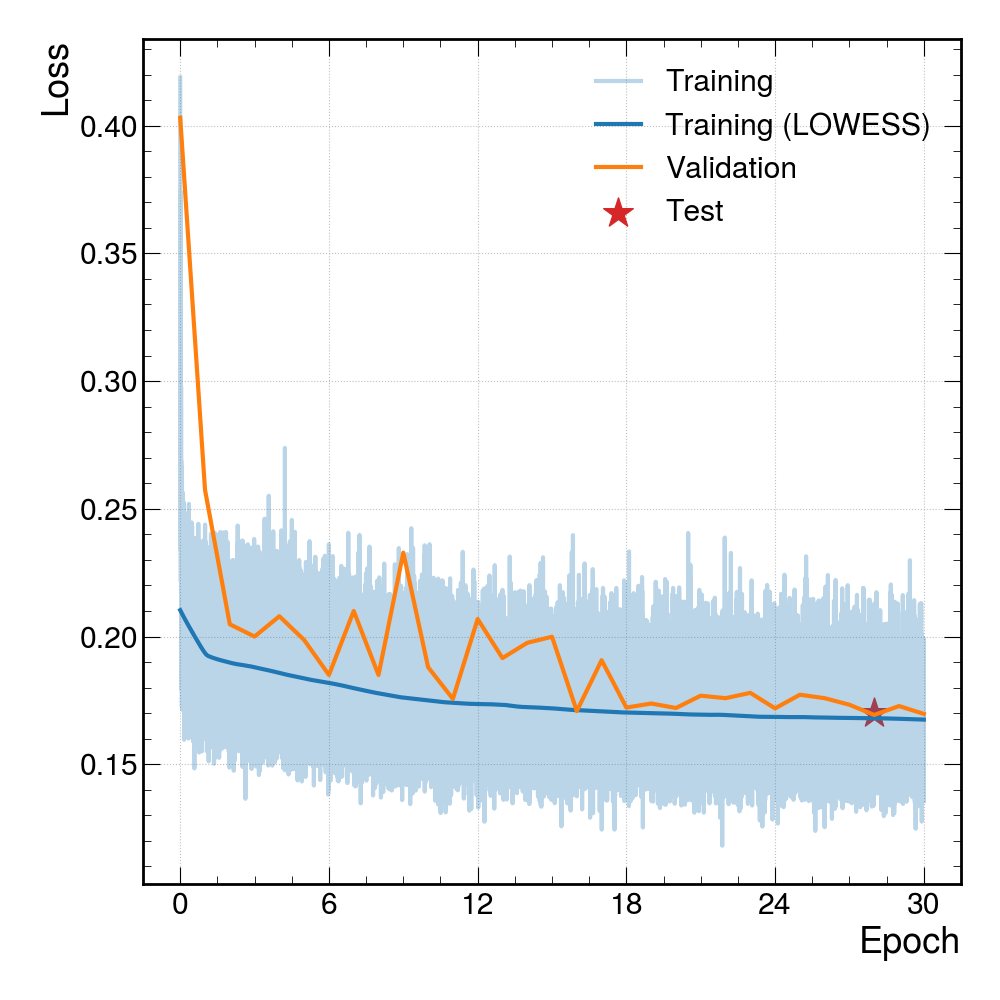 Loss
Training
Training (LOWESS)
Validation
Test
0.40
0.35
0.30
0.25
0.20
0.15
0 6 12 18 24 30
Epoch